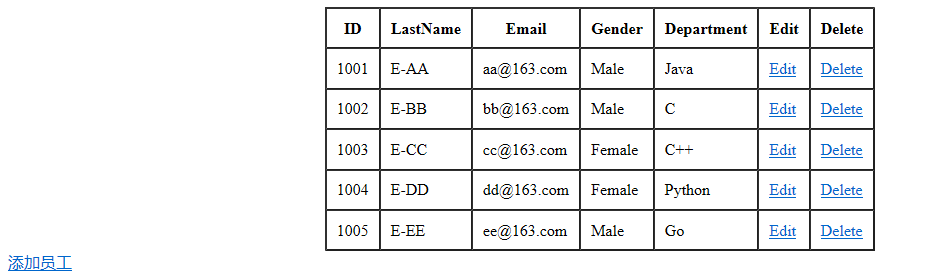 ID LastName Email Gender Department Edit Delete
1001 E-AA aa@163.com Male Java Edit Delete
1002 E-BB bb@163.com Male C Edit Delete
1003 E-CC cc@163.com Female C++ Edit Delete
1004 E-DD dd@163.com Female Python Edit Delete
1005 E-EE ee@163.com Male Go Edit Delete
添加员工